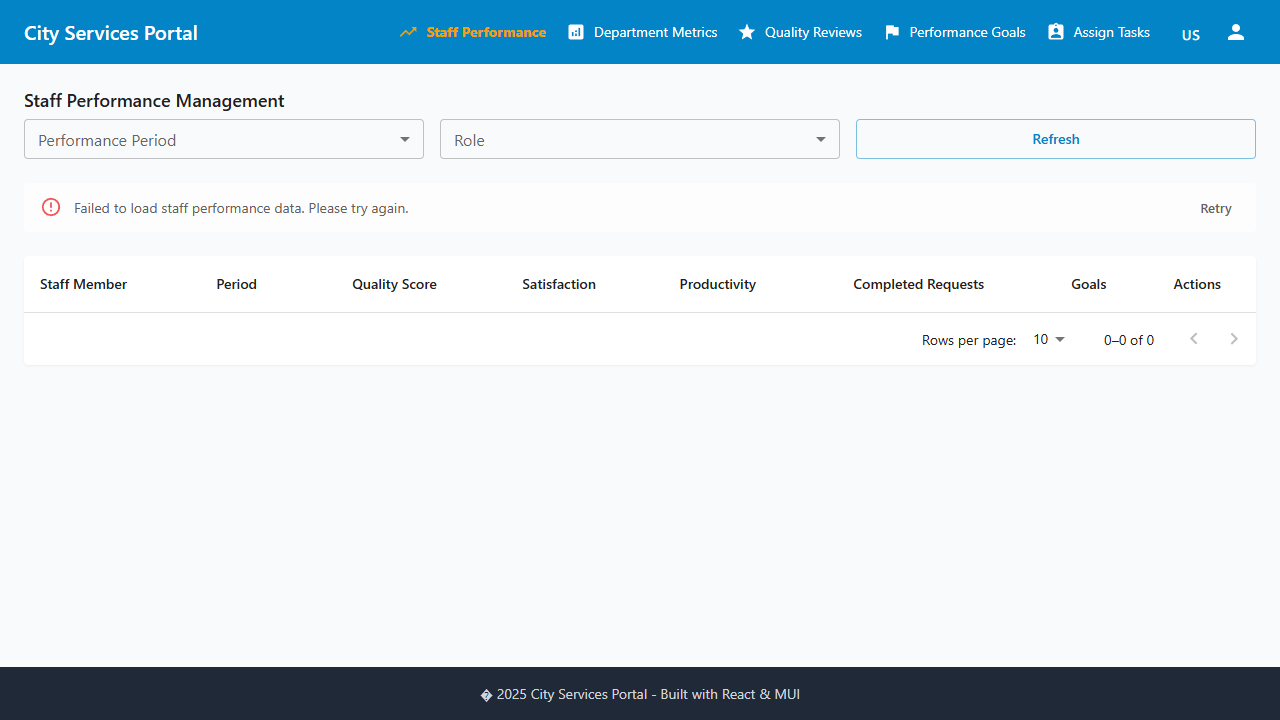 City Services Portal
Staff Performance
Department Metrics
Quality Reviews
Performance Goals
Assign Tasks
US
Staff Performance Management
Performance Period
Role
Refresh
Failed to load staff performance data. Please try again.
Retry
Staff Member
Period
Quality Score
Satisfaction
Productivity
Completed Requests
Goals
Actions
Rows per page:
10
0–0 of 0
� 2025 City Services Portal - Built with React & MUI